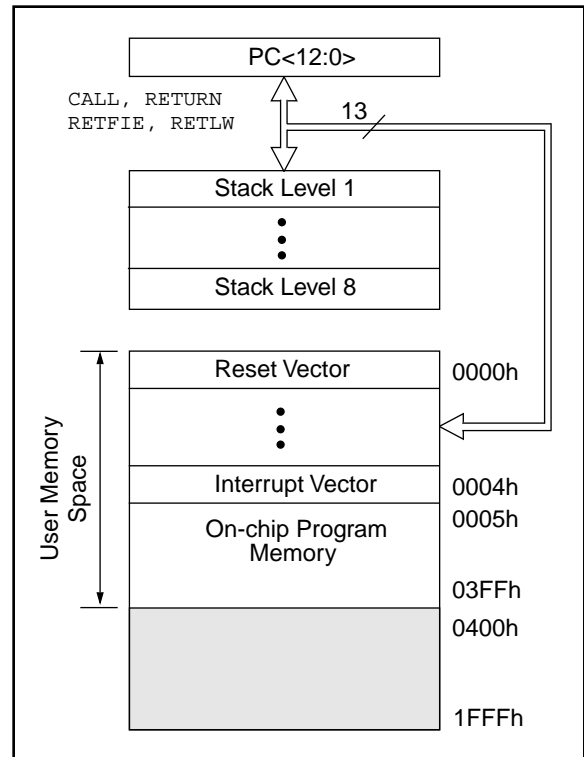 PC<12:0>
CALL, RETURN
RETFIE, RETLW
13
Stack Level 1
Stack Level 8
User Memory
Space
Reset Vector
0000h
Interrupt Vector
0004h
On-chip Program
Memory
0005h
03FFh
0400h
1FFFh